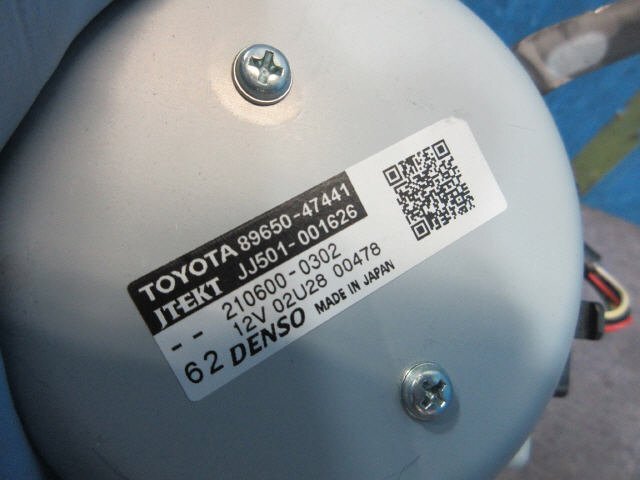 TOYOTA 89650-47441
JTEKT JJ501-001626
-- 210600-0302
12V 02U28 00478
62 DENSO MADE IN JAPAN